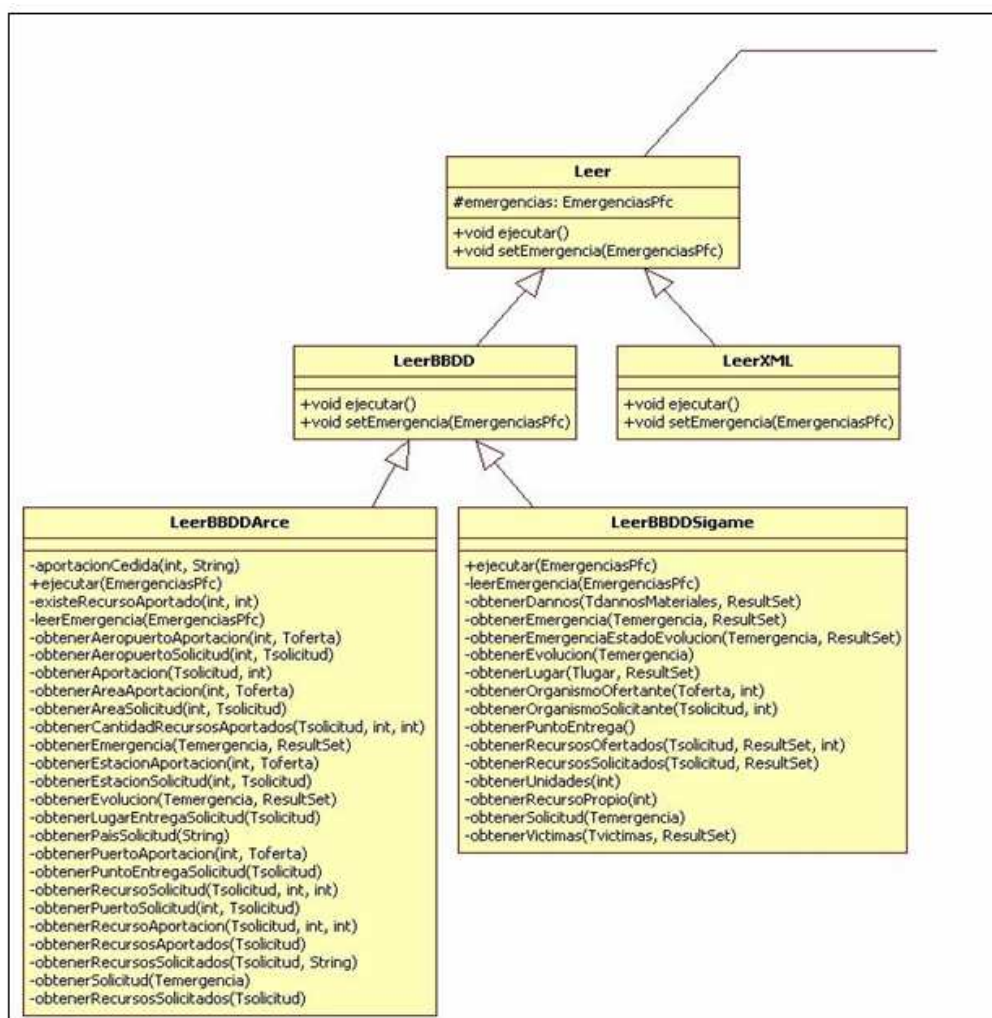 Leer
#emergencias: EmergenciasPfc
+void ejecutar()
+void setEmergencia(EmergenciasPfc)
LeerBBDD
+void ejecutar()
+void setEmergencia(EmergenciasPfc)
LeerXML
+void ejecutar()
+void setEmergencia(EmergenciasPfc)
LeerBBDDArce
-aportacionCedida(int, String)
+ejecutar(EmergenciasPfc)
-existeRecursoAportado(int, int)
-leerEmergencia(EmergenciasPfc)
-obtenerAeropuertoAportacion(int, Toferta)
-obtenerAeropuertoSolicitud(int, Tsolicitud)
-obtenerAportacion(Tsolicitud, int)
-obtenerAreaAportacion(int, Toferta)
-obtenerAreaSolicitud(int, Tsolicitud)
-obtenerCantidadRecursosAportados(Tsolicitud, int, int)
-obtenerEmergencia(Temergencia, ResultSet)
-obtenerEstacionAportacion(int, Toferta)
-obtenerEstacionSolicitud(int, Tsolicitud)
-obtenerEvolucion(Temergencia, ResultSet)
-obtenerLugarEntregaSolicitud(Tsolicitud)
-obtenerPaisSolicitud(String)
-obtenerPuertoAportacion(int, Toferta)
-obtenerPuntoEntregaSolicitud(Tsolicitud)
-obtenerRecursoSolicitud(Tsolicitud, int, int)
-obtenerPuertoSolicitud(int, Tsolicitud)
-obtenerRecursoAportacion(Tsolicitud, int, int)
-obtenerRecursosAportados(Tsolicitud)
-obtenerRecursosSolicitados(Tsolicitud, String)
-obtenerSolicitud(Temergencia)
-obtenerRecursosSolicitados(Tsolicitud)
LeerBBDDSigame
+ejecutar(EmergenciasPfc)
-leerEmergencia(EmergenciasPfc)
-obtenerDannos(TdannosMateriales, ResultSet)
-obtenerEmergencia(Temergencia, ResultSet)
-obtenerEmergenciaEstadoEvolucion(Temergencia, ResultSet)
-obtenerEvolucion(Temergencia)
-obtenerLugar(Tlugar, ResultSet)
-obtenerOrganismoOfertante(Toferta, int)
-obtenerOrganismoSolicitante(Tsolicitud, int)
-obtenerPuntoEntrega()
-obtenerRecursosOfertados(Tsolicitud, ResultSet, int)
-obtenerRecursosSolicitados(Tsolicitud, ResultSet)
-obtenerUnidades(int)
-obtenerRecursoPropio(int)
-obtenerSolicitud(Temergencia)
-obtenerVictimas(Tvictimas, ResultSet)